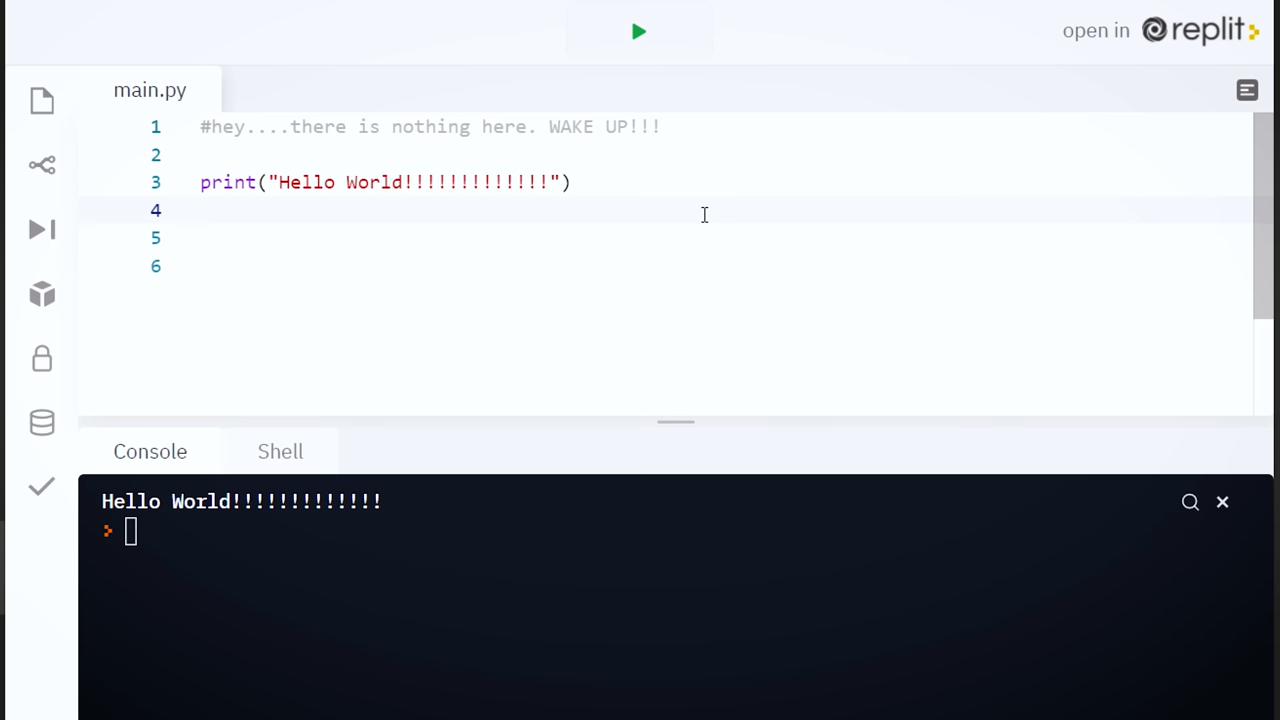 open in replit
main.py
1 #hey....there is nothing here. WAKE UP!!!
2
3 print("Hello World!!!!!!!!!!!!!")
4
5
6
Console Shell
Hello World!!!!!!!!!!!!!
>